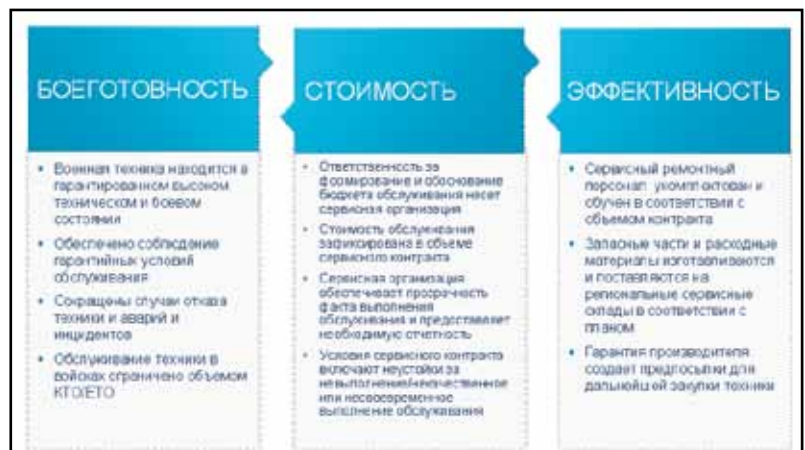 БОЕГОТОВНОСТЬ
• Военная техника находится в
гарантированном высоком
техническом и боевом
состоянии
• Обеспечено соблюдение
гарантийных условий
обслуживания
• Сокращены случаи отказа
техники и аварий и
инцидентов
• Обслуживание техники в
войсках ограничено объемом
КТО/ЕТО
СТОИМОСТЬ
• Ответственность за
формирование и обоснование
бюджета обслуживания несет
сервисная организация
• Стоимость обслуживания
зафиксирована в объеме
сервисного контракта
• Сервисная организация
обеспечивает прозрачность
факта выполнения
обслуживания и предоставляет
необходимую отчетность
• Условия сервисного контракта
включают неустойки за
невыполнение/некачественное
или несвоевременное
выполнение обслуживания
ЭФФЕКТИВНОСТЬ
• Сервисный ремонтный
персонал укомплектован и
обучен в соответствии с
объемом контракта
• Запасные части и расходные
материалы изготавливаются
и поставляются на
региональные сервисные
склады в соответствии с
планом
• Гарантия производителя
создает предпосылки для
дальнейшей закупки техники